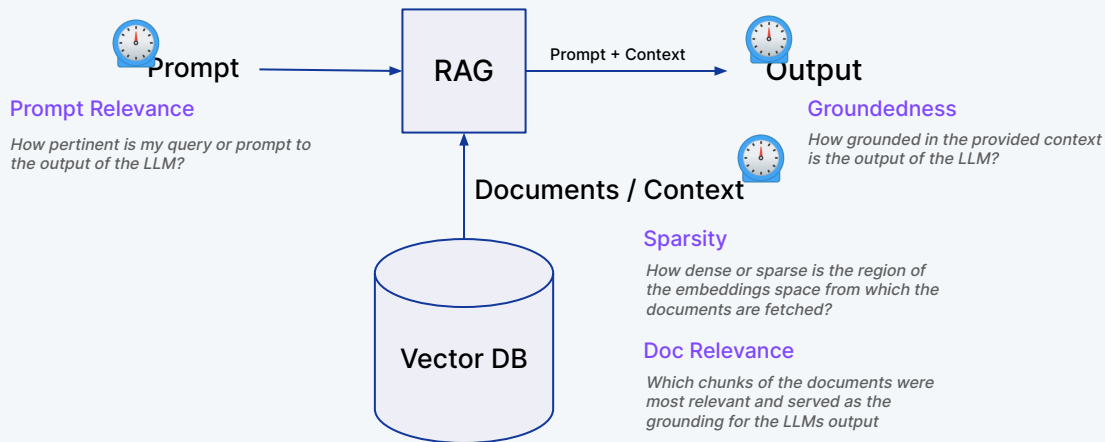 Prompt
RAG
Prompt + Context
Output
Prompt Relevance
How pertinent is my query or prompt to
the output of the LLM?
Groundedness
How grounded in the provided context
is the output of the LLM?
Documents / Context
Sparsity
How dense or sparse is the region of
the embeddings space from which the
documents are fetched?
Vector DB
Doc Relevance
Which chunks of the documents were
most relevant and served as the
grounding for the LLMs output